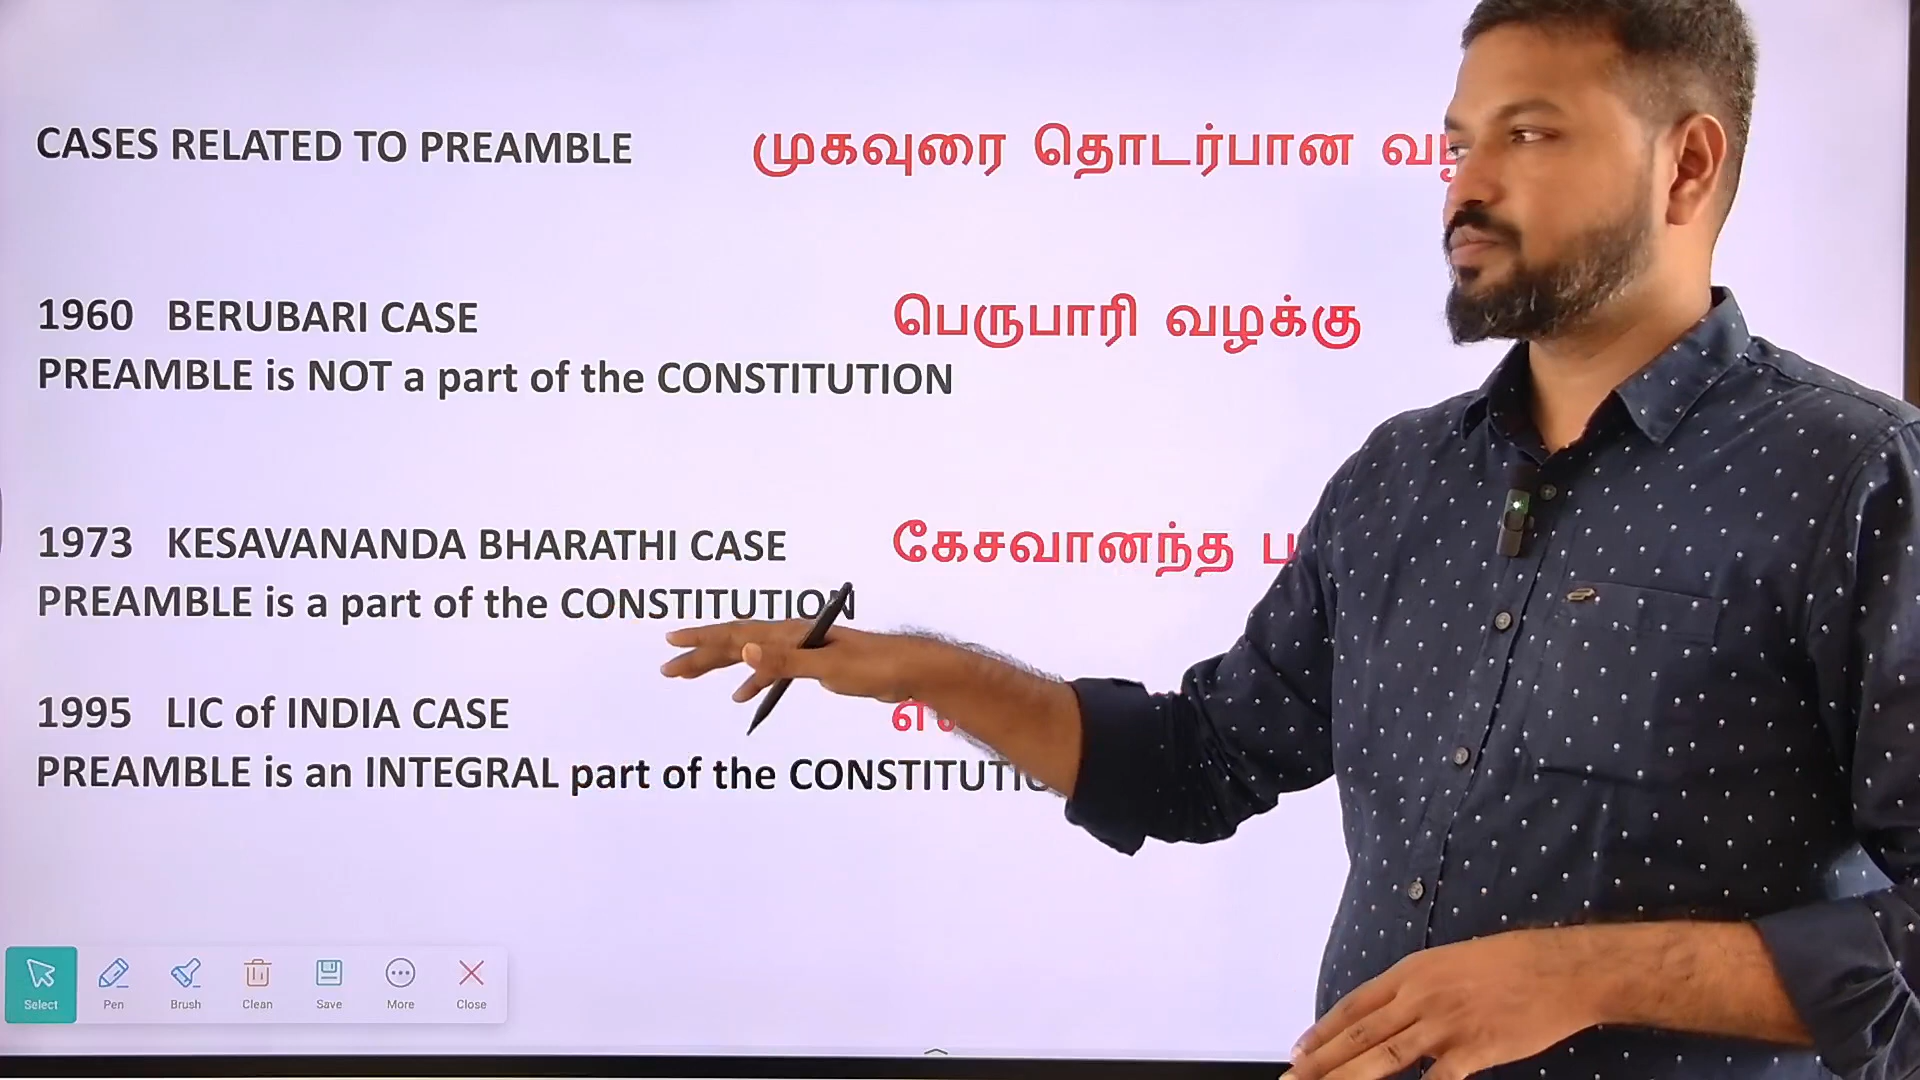 CASES RELATED TO PREAMBLE முகவுரை தொடர்பான
1960 BERUBARI CASE பெருபாரி வழக்கு
PREAMBLE is NOT a part of the CONSTITUTION
1973 KESAVANANDA BHARATHI CASE கேசவானந்த
PREAMBLE is a part of the CONSTITUTION
1995 LIC of INDIA CASE
PREAMBLE is an INTEGRAL part of the
Select Pen Brush Clean Save More Close